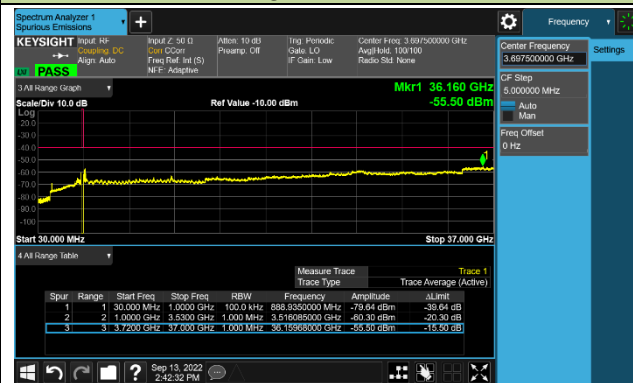 Spectrum Analyzer 1
Spurious Emissions
Frequency
KEYSIGHT
Input: RF
Coupling: DC
Align: Auto
Input Z: 50 Ω
Corr CCorr
Freq Ref: Int (S)
NFE: Adaptive
Atten: 10 dB
Preamp: Off
Trig: Periodic
Gate: LO
IF Gain: Low
Center Freq: 3.697500000 GHz
Avg|Hold: 100/100
Radio Std: None
LM PASS
Center Frequency
3.697500000 GHz
Settings
CF Step
5.000000 MHz
Auto
Man
Freq Offset
0 Hz
3 All Range Graph
Mkr1 36.160 GHz
Scale/Div 10.0 dB
Ref Value -10.00 dBm
-55.50 dBm
Log
-20.0
-30.0
-40.0
-50.0
-60.0
-70.0
-80.0
-90.0
-100
1
Start 30.000 MHz
Stop 37.000 GHz
4 All Range Table
Measure Trace Trace 1
Trace Type Trace Average (Active)
Spur Range Start Freq Stop Freq RBW Frequency Amplitude ΔLimit
1 1 30.000 MHz 1.0000 GHz 100.0 kHz 888.9350000 MHz -79.64 dBm -39.64 dB
2 2 1.0000 GHz 3.5300 GHz 1.000 MHz 3.516085000 GHz -60.30 dBm -20.30 dB
3 3 3.7200 GHz 37.000 GHz 1.000 MHz 36.15968000 GHz -55.50 dBm -15.50 dB
Sep 13, 2022
2:42:32 PM